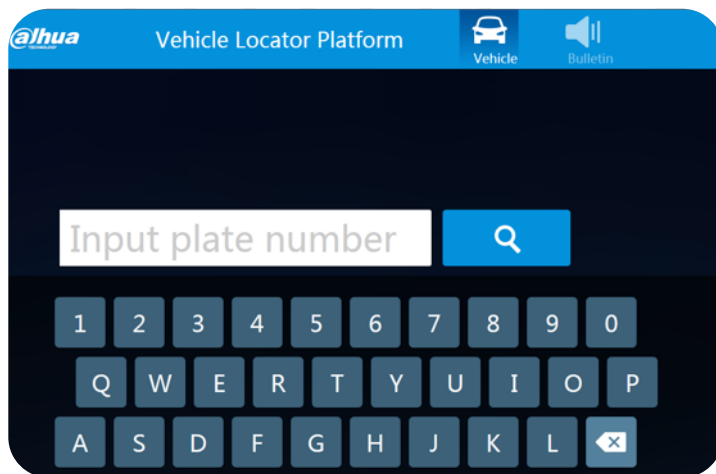 alhua
TECHNOLOGY
Vehicle Locator Platform
Vehicle
Bulletin
Input plate number
1 2 3 4 5 6 7 8 9 0
Q W E R T Y U I O P
A S D F G H J K L